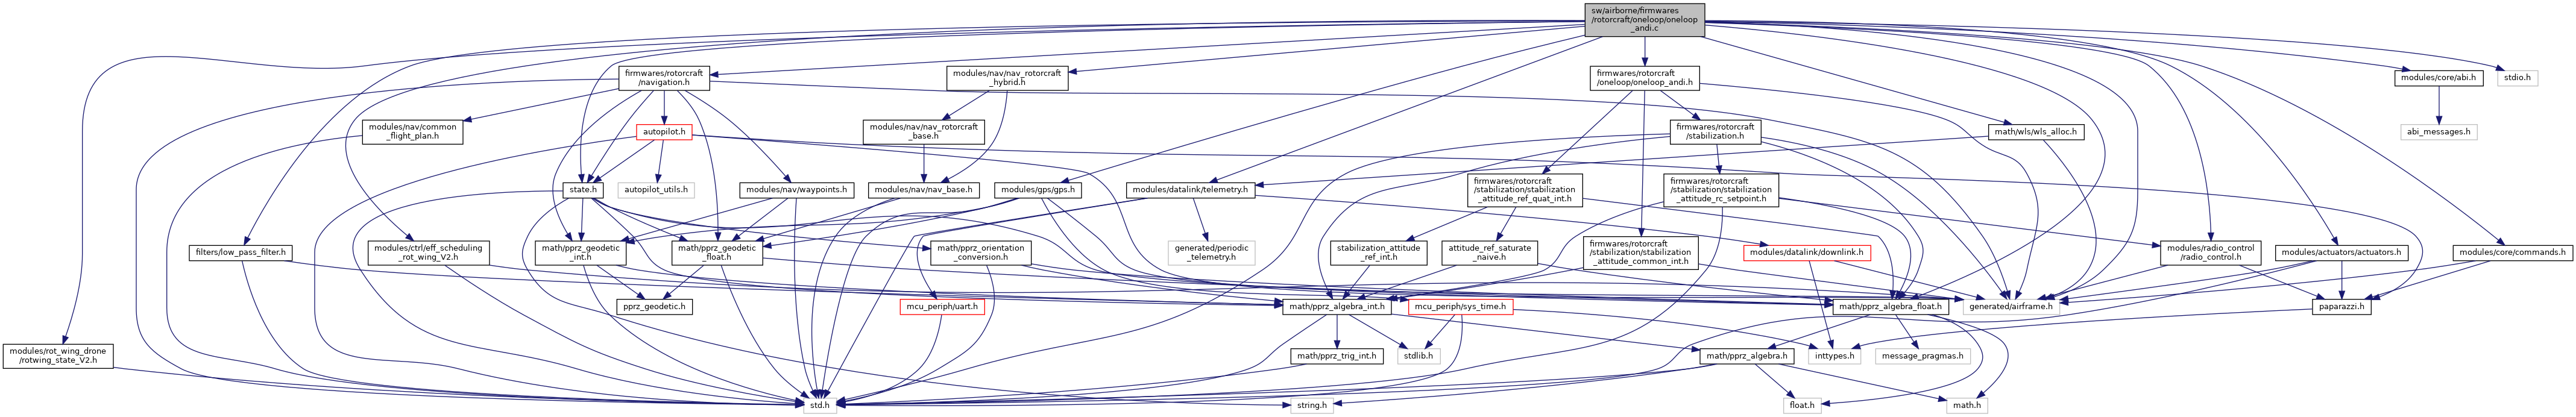 sw/airborne/firmwares
/rotorcraft/oneloop/oneloop
_andi.c
firmwares/rotorcraft
/navigation.h
modules/nav/nav_rotorcraft
_hybrid.h
firmwares/rotorcraft
/oneloop/oneloop_andi.h
modules/core/abi.h
stdio.h
modules/nav/common
_flight_plan.h
autopilot.h
modules/nav/nav_rotorcraft
_base.h
firmwares/rotorcraft
/stabilization.h
math/wls/wls_alloc.h
abi_messages.h
state.h
autopilot_utils.h
modules/nav/waypoints.h
modules/nav/nav_base.h
modules/gps/gps.h
modules/datalink/telemetry.h
firmwares/rotorcraft
/stabilization/stabilization
_attitude_ref_quat_int.h
firmwares/rotorcraft
/stabilization/stabilization
_attitude_rc_setpoint.h
filters/low_pass_filter.h
modules/ctrl/eff_scheduling
_rot_wing_V2.h
math/pprz_geodetic
_int.h
math/pprz_geodetic
_float.h
math/pprz_orientation
_conversion.h
generated/periodic
_telemetry.h
stabilization_attitude
_ref_int.h
attitude_ref_saturate
_naive.h
firmwares/rotorcraft
/stabilization/stabilization
_attitude_common_int.h
modules/datalink/downlink.h
modules/radio_control
/radio_control.h
modules/actuators/actuators.h
modules/core/commands.h
pprz_geodetic.h
mcu_periph/uart.h
math/pprz_algebra_int.h
mcu_periph/sys_time.h
math/pprz_algebra_float.h
generated/airframe.h
paparazzi.h
modules/rot_wing_drone
/rotwing_state_V2.h
math/pprz_trig_int.h
stdlib.h
math/pprz_algebra.h
inttypes.h
message_pragmas.h
std.h
string.h
float.h
math.h